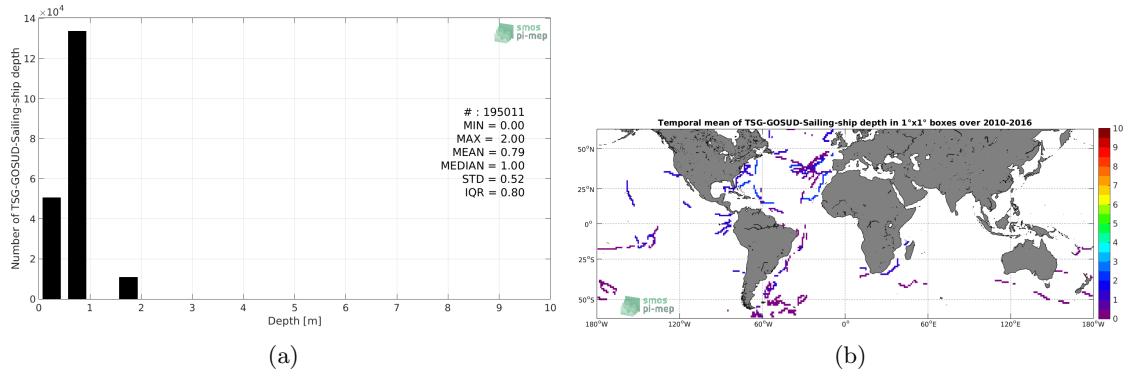 14 ×10⁴
12
10
8
6
4
2
0
Number of TSG-GOSUD-Sailing-ship depth
smos
pi-mep
# : 195011
MIN = 0.00
MAX = 2.00
MEAN = 0.79
MEDIAN = 1.00
STD = 0.52
IQR = 0.80
0 1 2 3 4 5 6 7 8 9 10
Depth [m]
(a)
Temporal mean of TSG-GOSUD-Sailing-ship depth in 1°x1° boxes over 2010-2016
50°N
25°N
0°
25°S
50°S
smos
pi-mep
180°W 120°W 60°W 0° 60°E 120°E 180°W
10
9
8
7
6
5
4
3
2
1
0
(b)